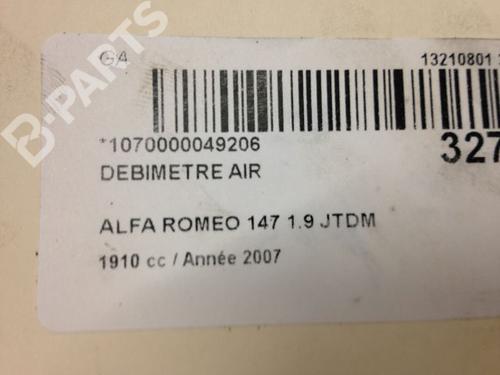 G4
13210801
*1070000049206
327
DEBIMETRE AIR
ALFA ROMEO 147 1.9 JTDM
1910 cc / Année 2007
B-PARTS